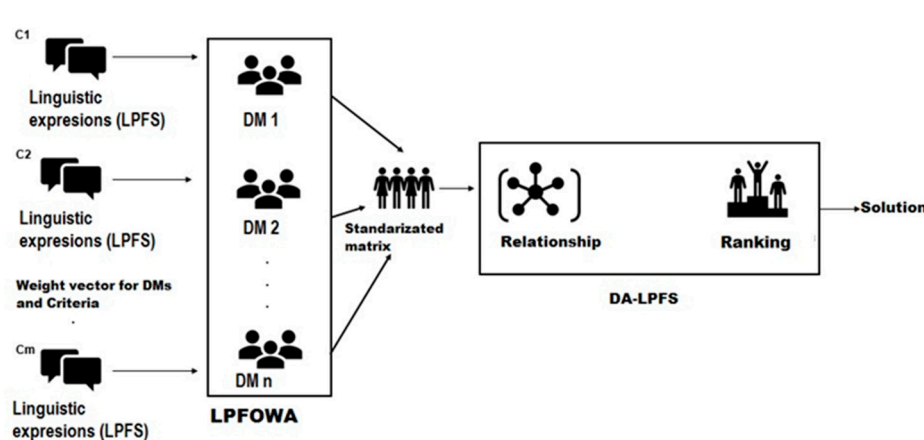 C1
Linguistic
expresions (LPFS)
C2
Linguistic
expresions (LPFS)
Weight vector for DMs
and Criteria
.
Cm
Linguistic
expresions (LPFS)
DM 1
DM 2
.
.
.
DM n
LPFOWA
Standarizated
matrix
Relationship
Ranking
DA-LPFS
Solution